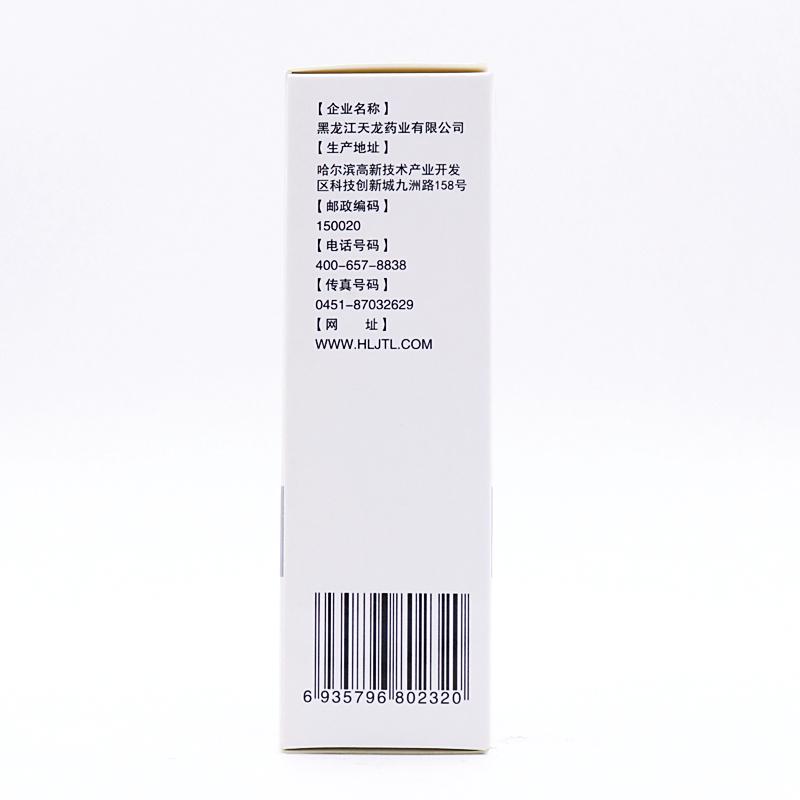 【企业名称】
黑龙江天龙药业有限公司
【生产地址】
哈尔滨高新技术产业开发
区科技创新城九洲路158号
【邮政编码】
150020
【电话号码】
400-657-8838
【传真号码】
0451-87032629
【网　　址】
WWW.HLJTL.COM
6 935796 802320